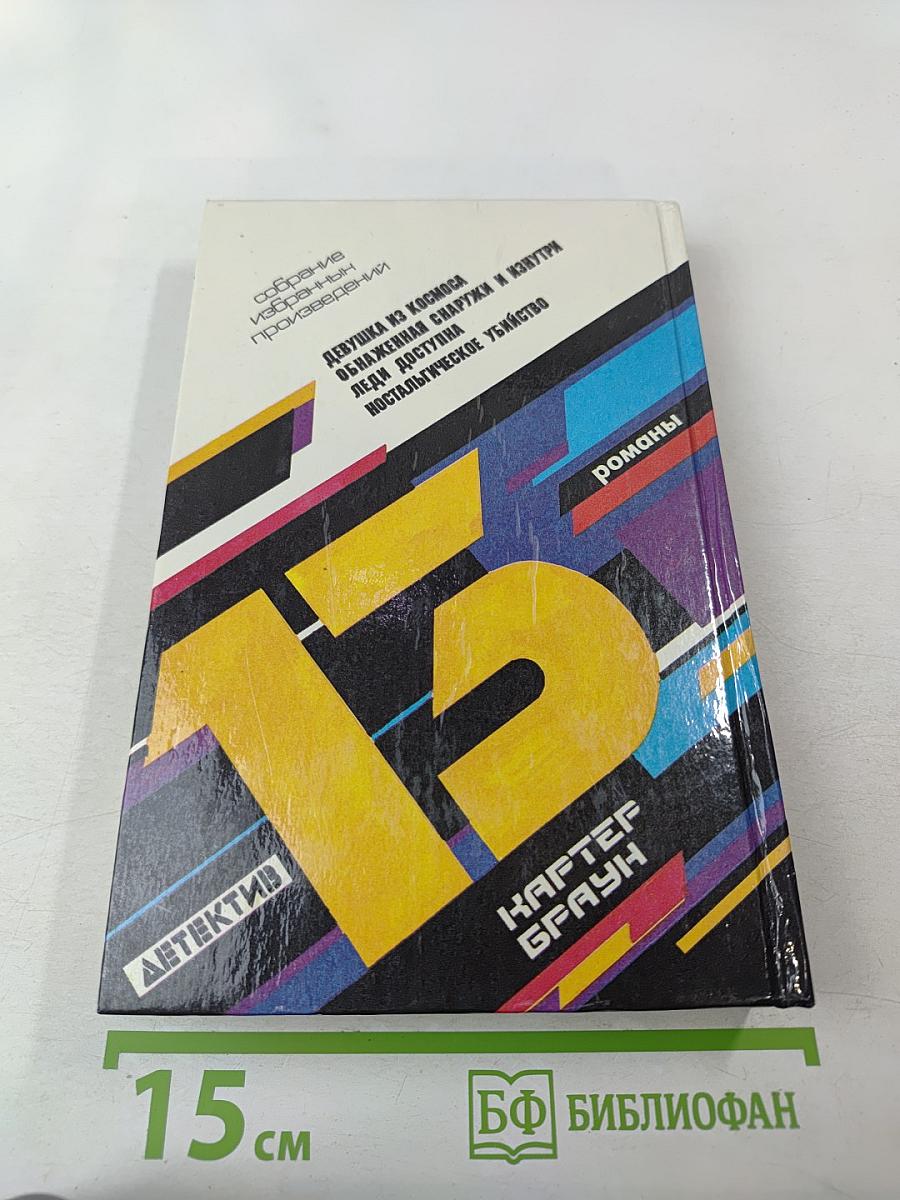 собрание
избранных
произведений
ДЕВУШКА ИЗ КОСМОСА
ОБНАЖЕННАЯ СНАРУЖИ И ИЗНУТРИ
ЛЕДИ ДОСТУПНА
НОСТАЛЬГИЧЕСКОЕ УБИЙСТВО
романы
13
ДЕТЕКТИВ
КАРТЕР
БРАУН
15 см
БФ БИБЛИОФАН